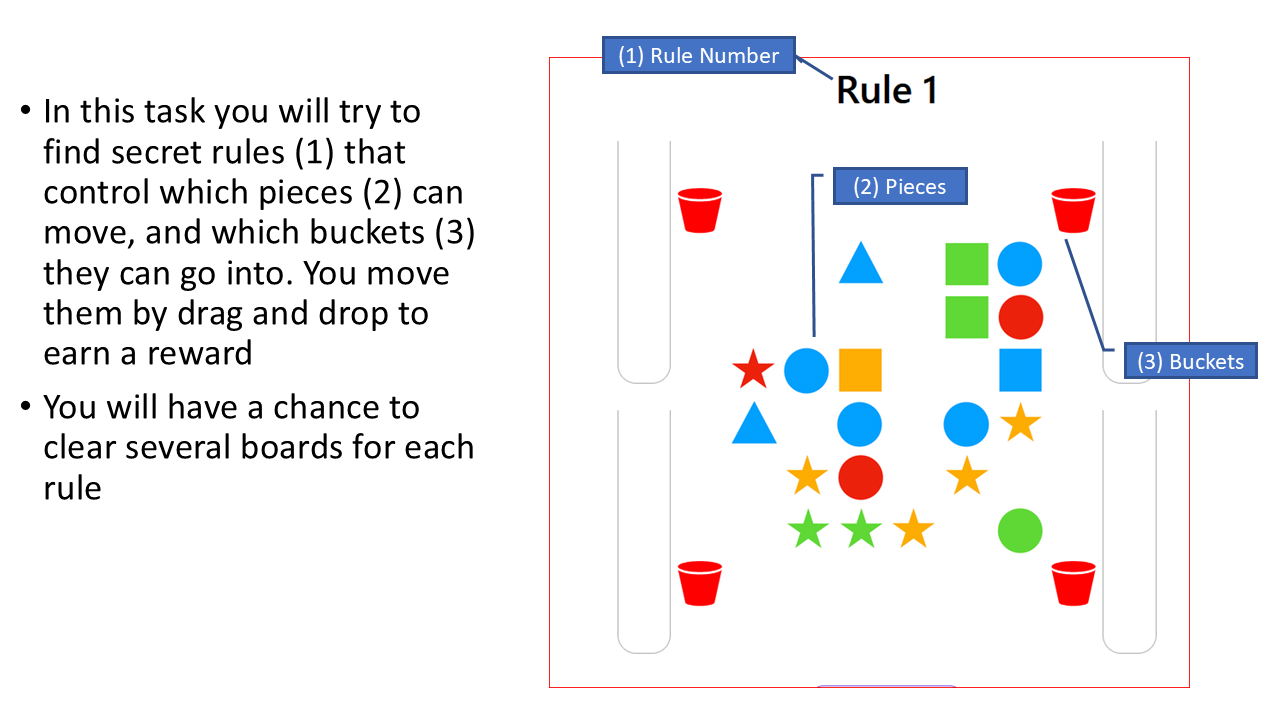 • In this task you will try to
find secret rules (1) that
control which pieces (2) can
move, and which buckets (3)
they can go into. You move
them by drag and drop to
earn a reward
• You will have a chance to
clear several boards for each
rule
(1) Rule Number
Rule 1
(2) Pieces
(3) Buckets